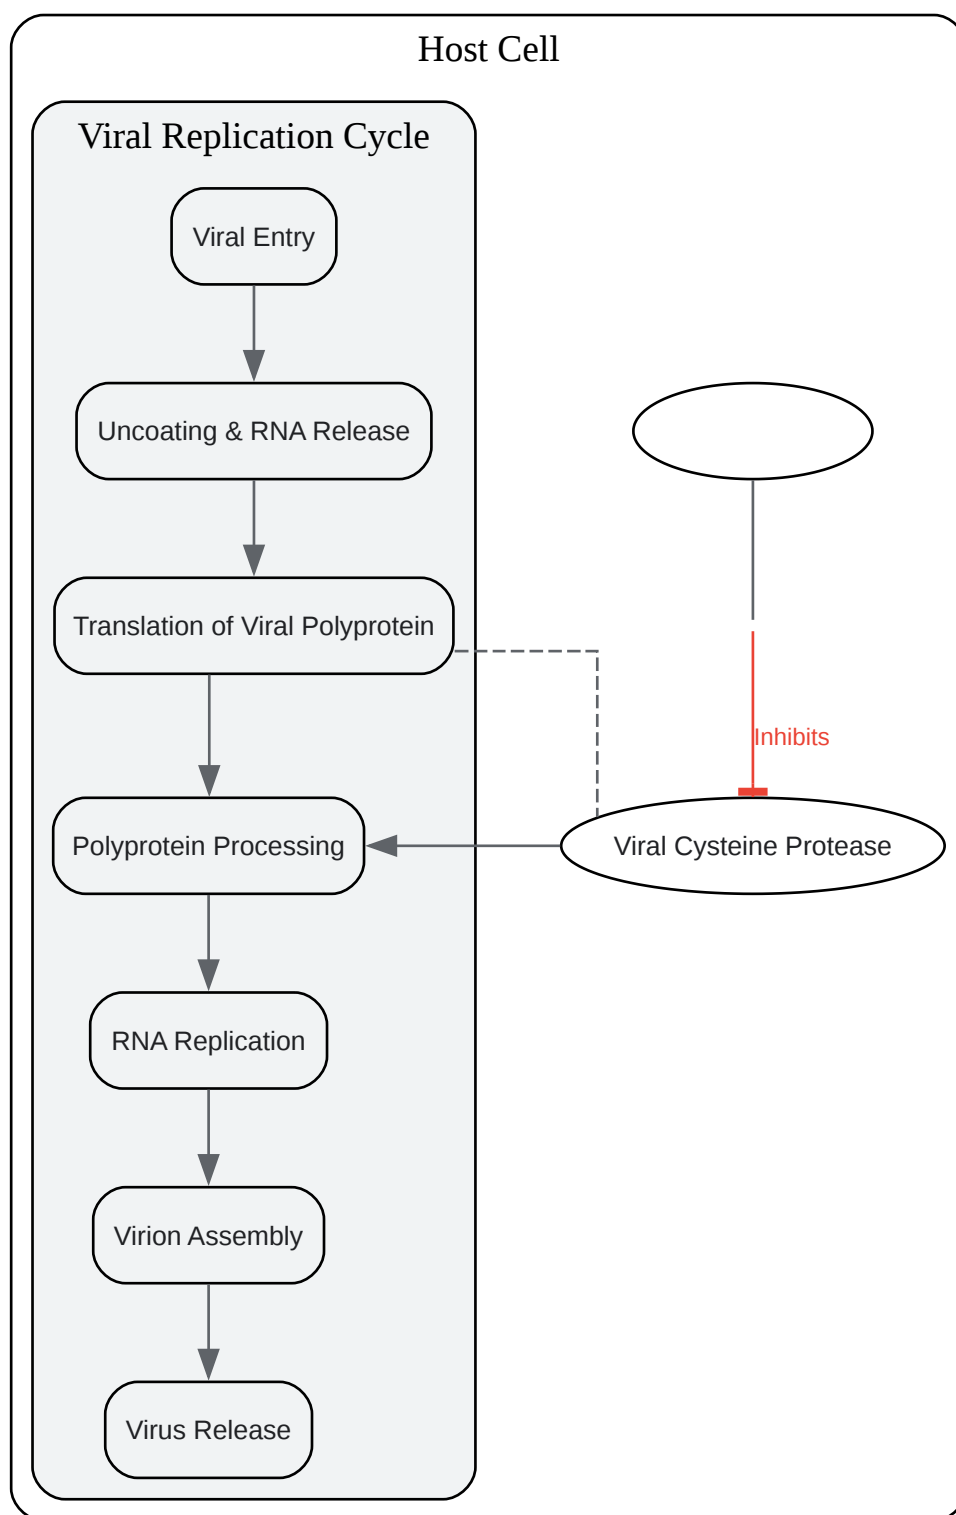 Host Cell
Viral Replication Cycle
Viral Entry
Uncoating & RNA Release
Translation of Viral Polyprotein
Inhibits
Polyprotein Processing
Viral Cysteine Protease
RNA Replication
Virion Assembly
Virus Release